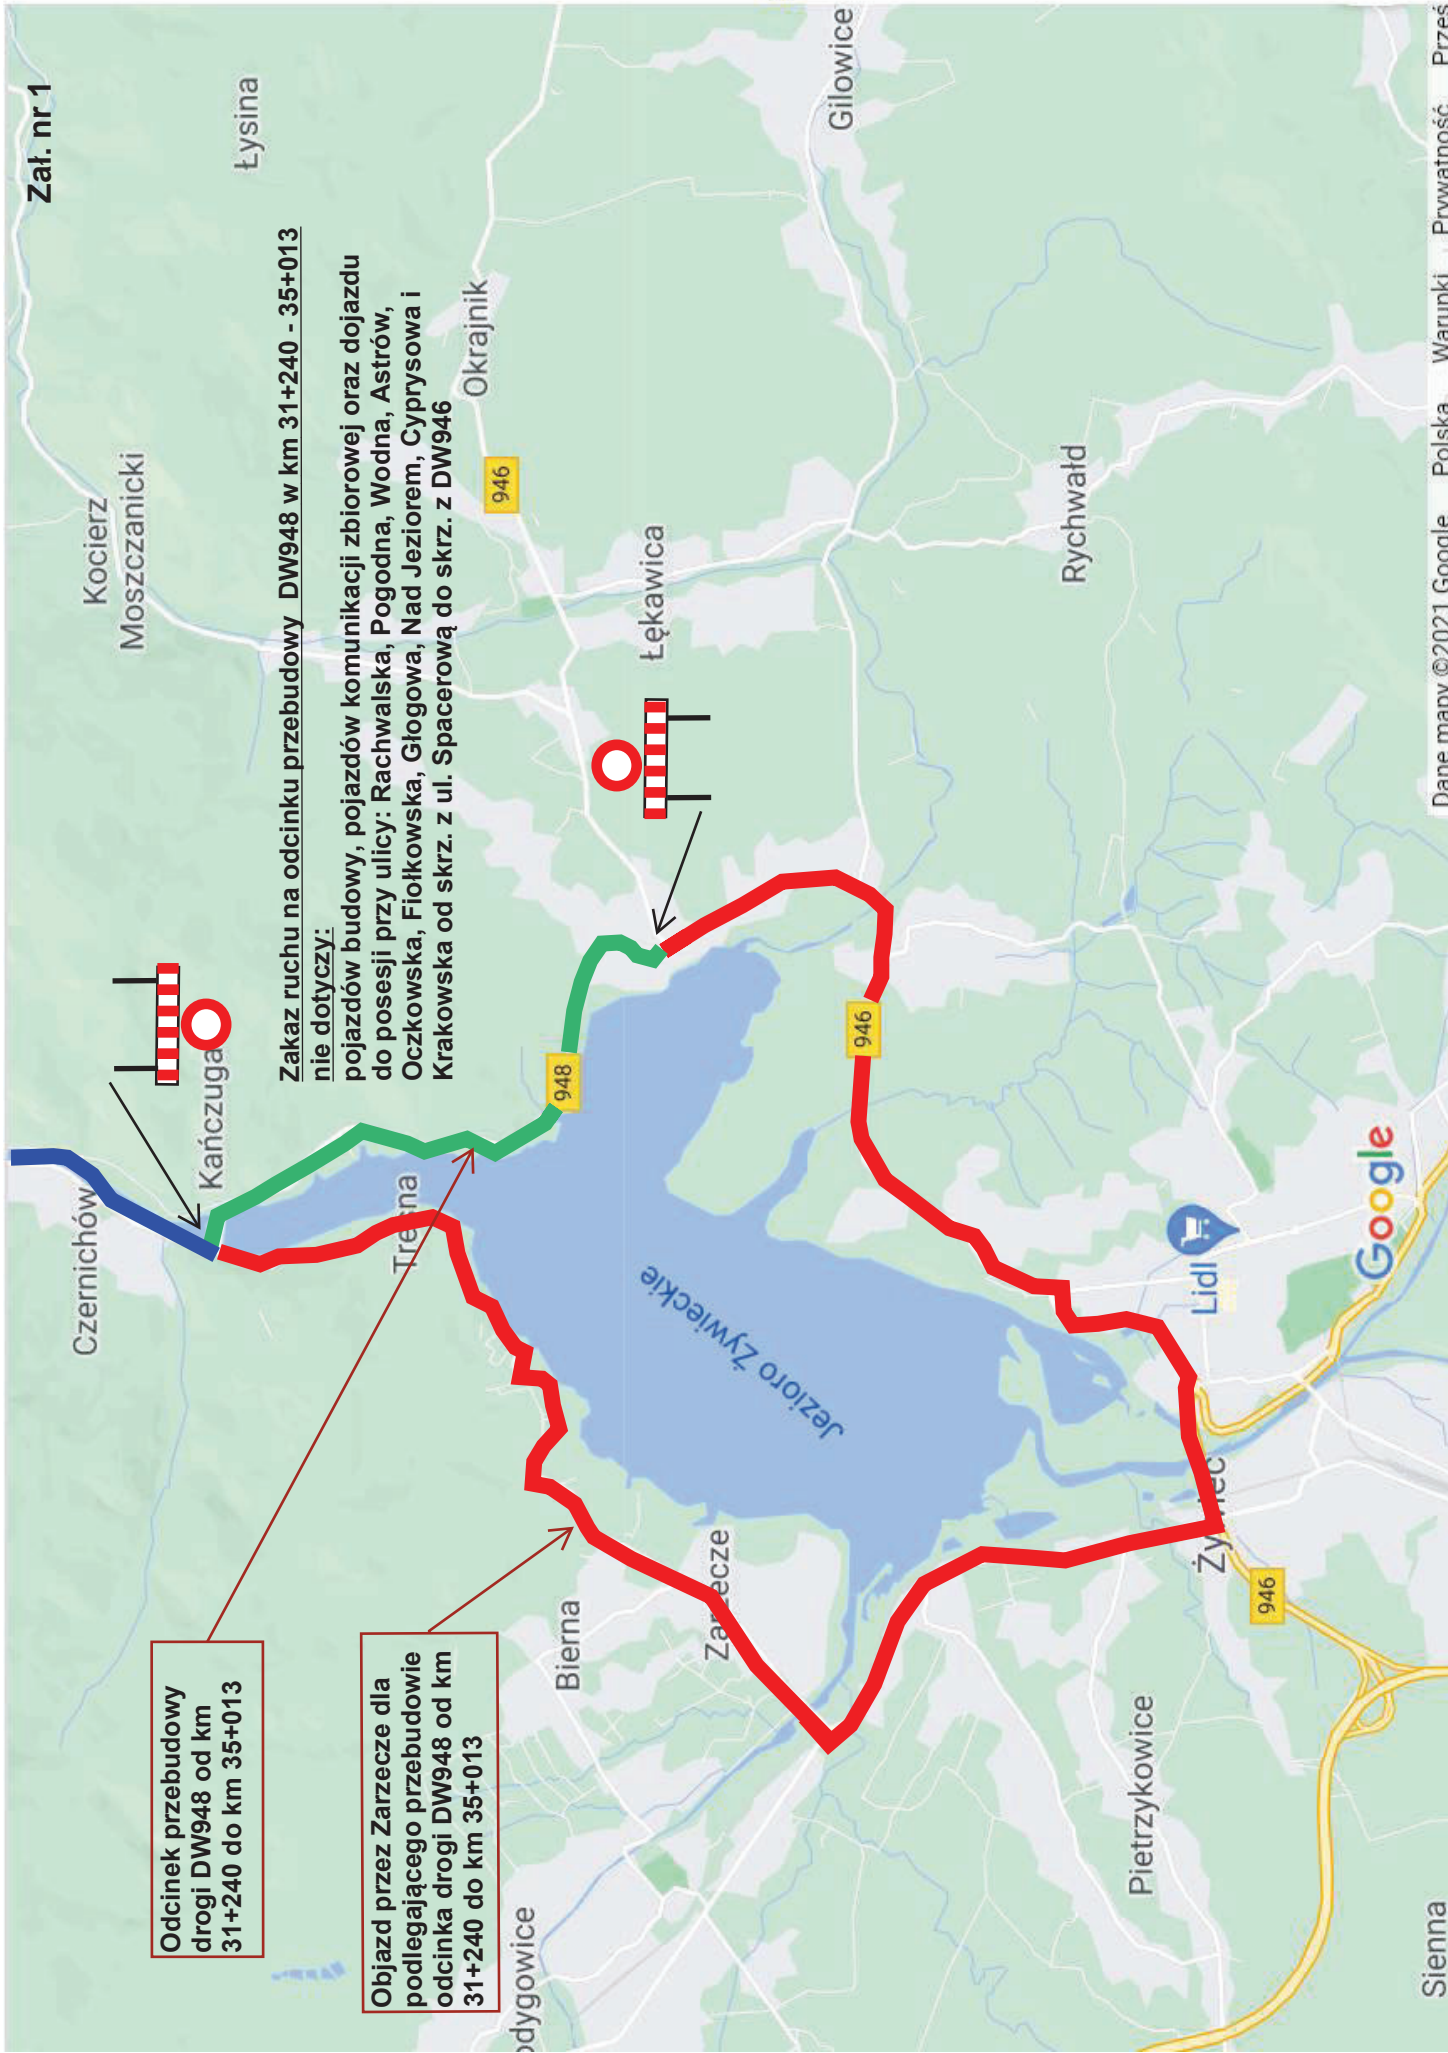 Zał. nr 1
Łysina
Gilowice
Kocierz
Moszczanicki
Okrajnik
946
Łękawica
Rychwałd
Zakaz ruchu na odcinku przebudowy DW948 w km 31+240 - 35+013
nie dotyczy:
pojazdów budowy, pojazdów komunikacji zbiorowej oraz dojazdu
do posesji przy ulicy: Rachwalska, Pogodna, Wodna, Astrów,
Oczkowska, Fiołkowska, Głogowa, Nad Jeziorem, Cyprysowa i
Krakowska od skrz. z ul. Spacerową do skrz. z DW946
Kańczuga
Czernichów
Tresna
948
946
Jezioro Żywieckie
Lidl
Google
Odcinek przebudowy
drogi DW948 od km
31+240 do km 35+013
Objazd przez Zarzecze dla
podlegającego przebudowie
odcinka drogi DW948 od km
31+240 do km 35+013
Bierna
Zarzecze
Żywiec
946
odygowice
Pietrzykowice
Sienna
Dane mapy ©2021 Google Polska Warunki Prywatność Prześ